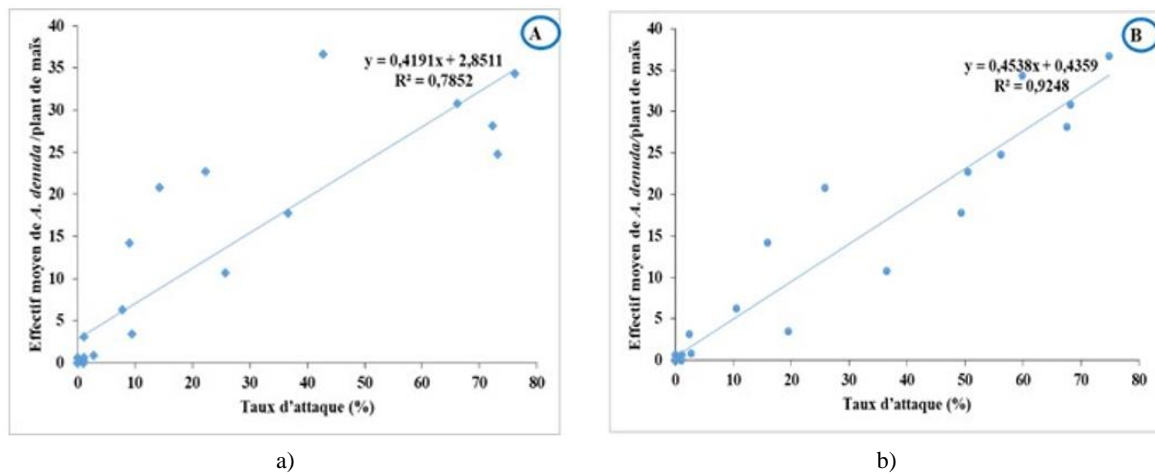 A
y = 0,4191x + 2,8511
R² = 0,7852
Effectif moyen de A. denuda/plant de maïs
40
35
30
25
20
15
10
5
0
0 10 20 30 40 50 60 70 80
Taux d'attaque (%)
a)
B
y = 0,4538x + 0,4359
R² = 0,9248
Effectif moyen de A. denuda/plant de maïs
40
35
30
25
20
15
10
5
0
0 10 20 30 40 50 60 70 80
Taux d'attaque (%)
b)